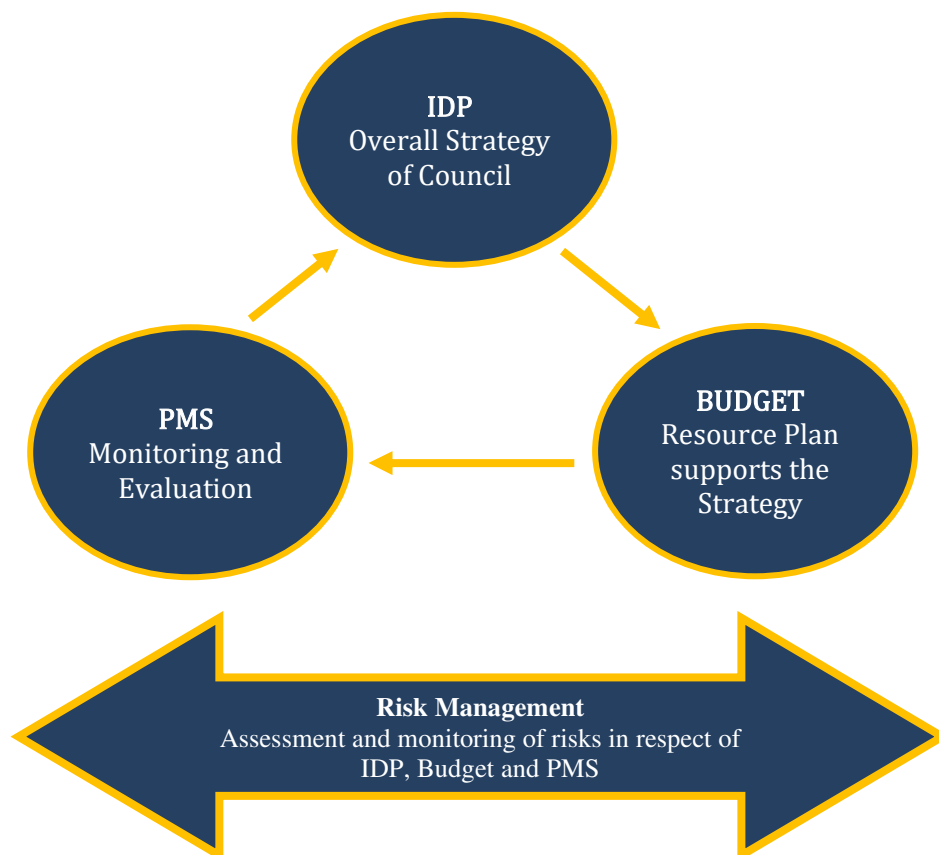 IDP
Overall Strategy
of Council
PMS
Monitoring and
Evaluation
BUDGET
Resource Plan
supports the
Strategy
Risk Management
Assessment and monitoring of risks in respect of
IDP, Budget and PMS